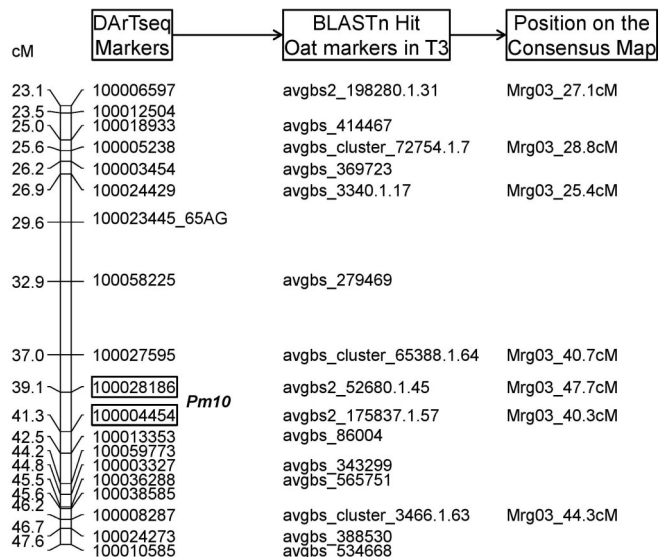 cM
DArTseq Markers
BLASTn Hit Oat markers in T3
Position on the Consensus Map
23.1 100006597 avgbs2_198280.1.31 Mrg03_27.1cM
23.5 100012504
25.0 100018933 avgbs_414467
25.6 100005238 avgbs_cluster_72754.1.7 Mrg03_28.8cM
26.2 100003454 avgbs_369723
26.9 100024429 avgbs_3340.1.17 Mrg03_25.4cM
29.6 100023445_65AG
32.9 100058225 avgbs_279469
37.0 100027595 avgbs_cluster_65388.1.64 Mrg03_40.7cM
39.1 100028186 avgbs2_52680.1.45 Mrg03_47.7cM
Pm10
41.3 100004454 avgbs2_175837.1.57 Mrg03_40.3cM
42.5 100013353 avgbs_86004
44.2 100059773
44.8 100003327 avgbs_343299
45.5 100036288 avgbs_565751
45.6 100038585
46.2 100008287 avgbs_cluster_3466.1.63 Mrg03_44.3cM
46.7 100024273 avgbs_388530
47.6 100010585 avgbs_534668